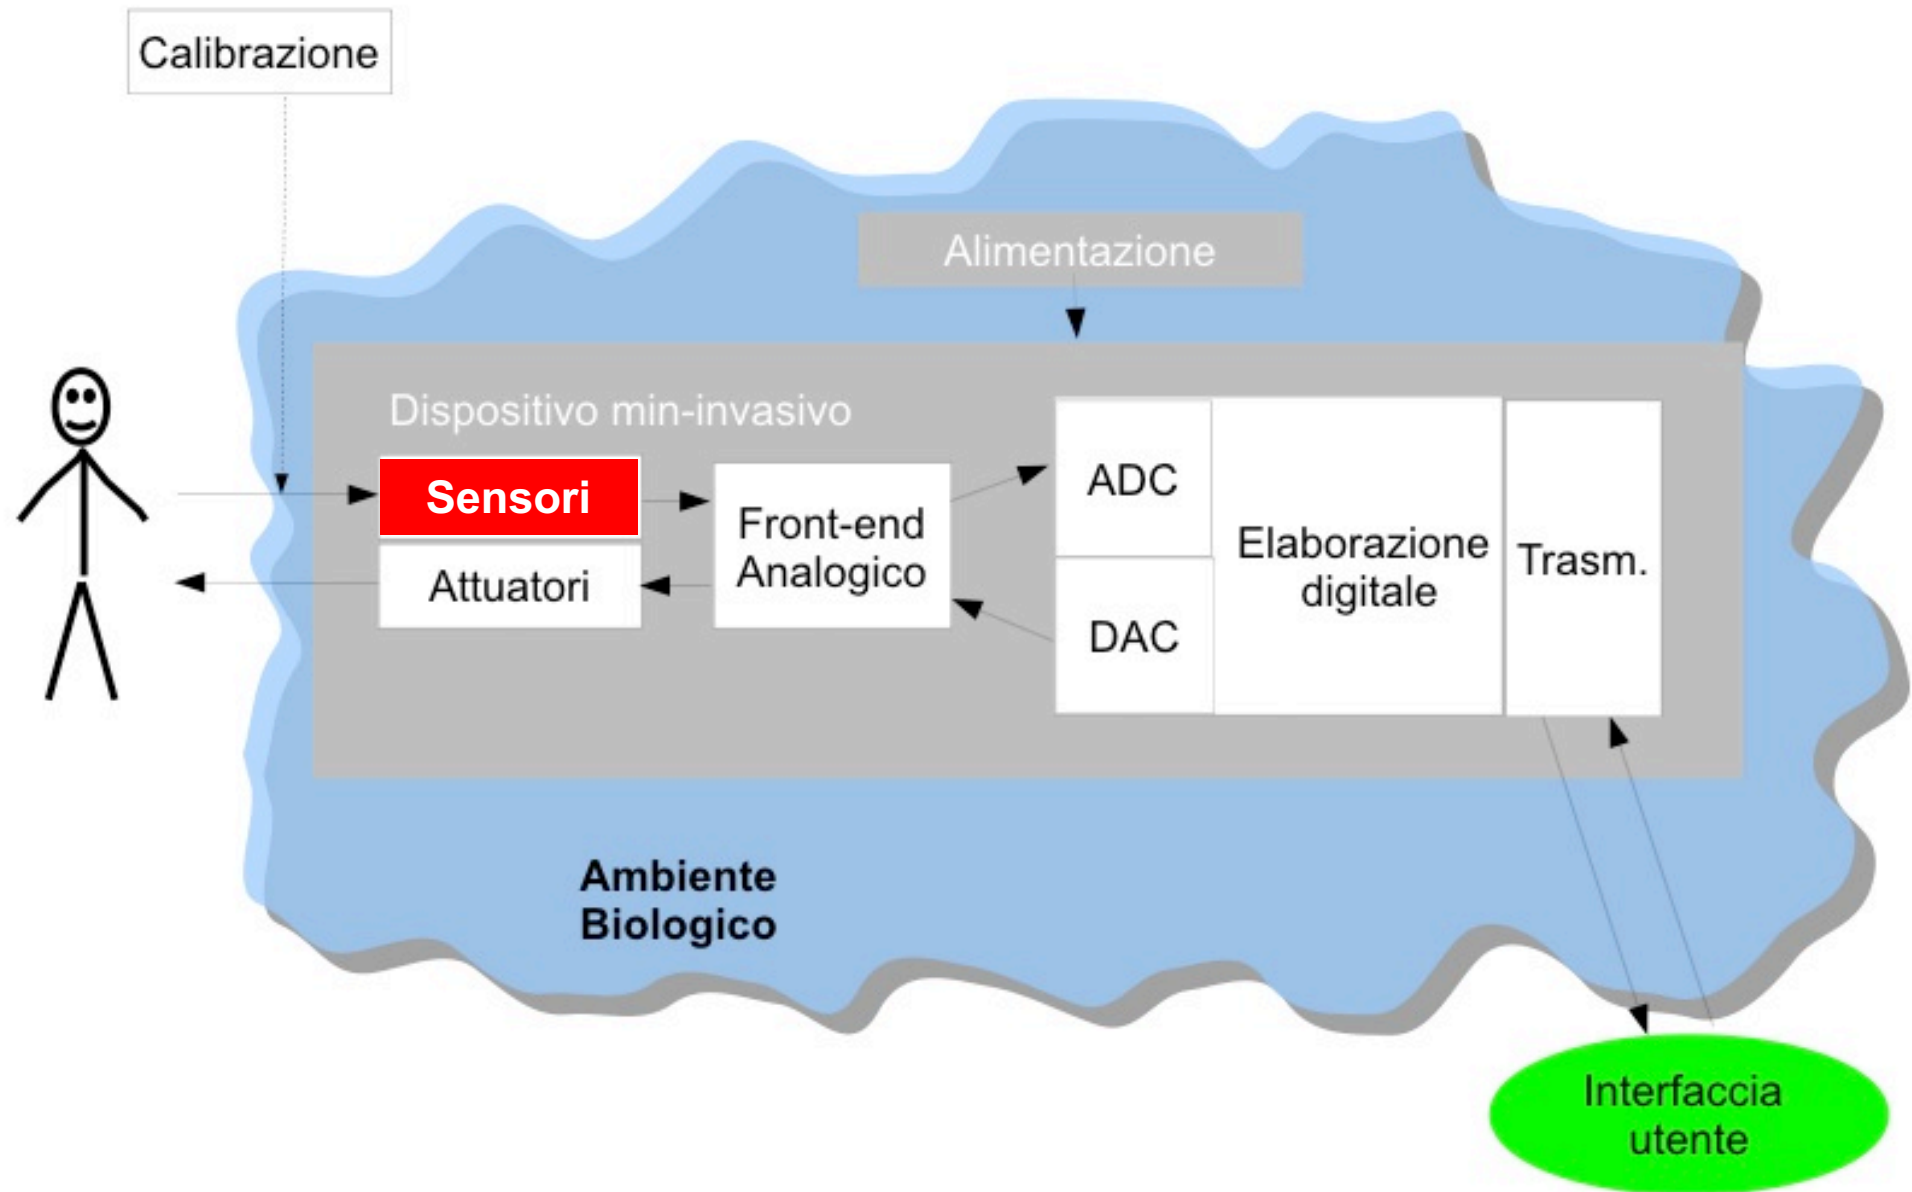 Calibrazione
Alimentazione
Dispositivo min-invasivo
Sensori
Attuatori
Front-end
Analogico
ADC
DAC
Elaborazione
digitale
Trasm.
Ambiente
Biologico
Interfaccia
utente